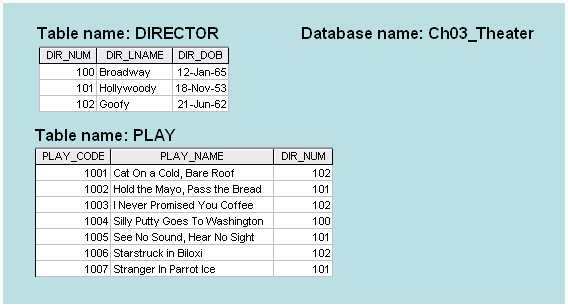 Table name: DIRECTOR Database name: Ch03_Theater
DIR_NUM DIR_LNAME DIR_DOB
100 Broadway 12-Jan-65
101 Hollywoody 18-Nov-53
102 Goofy 21-Jun-62
Table name: PLAY
PLAY_CODE PLAY_NAME DIR_NUM
1001 Cat On a Cold, Bare Roof 102
1002 Hold the Mayo, Pass the Bread 101
1003 I Never Promised You Coffee 102
1004 Silly Putty Goes To Washington 100
1005 See No Sound, Hear No Sight 101
1006 Starstruck in Biloxi 102
1007 Stranger In Parrot Ice 101